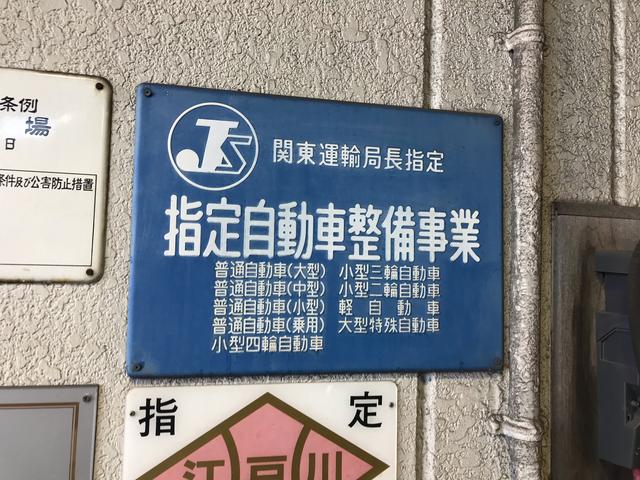 条例
場
日
条件及び公害防止措置
JS
関東運輸局長指定
指定自動車整備事業
普通自動車(大型) 小型三輪自動車
普通自動車(中型) 小型二輪自動車
普通自動車(小型) 軽自動車
普通自動車(乗用) 大型特殊自動車
小型四輪自動車
指定
江戸川